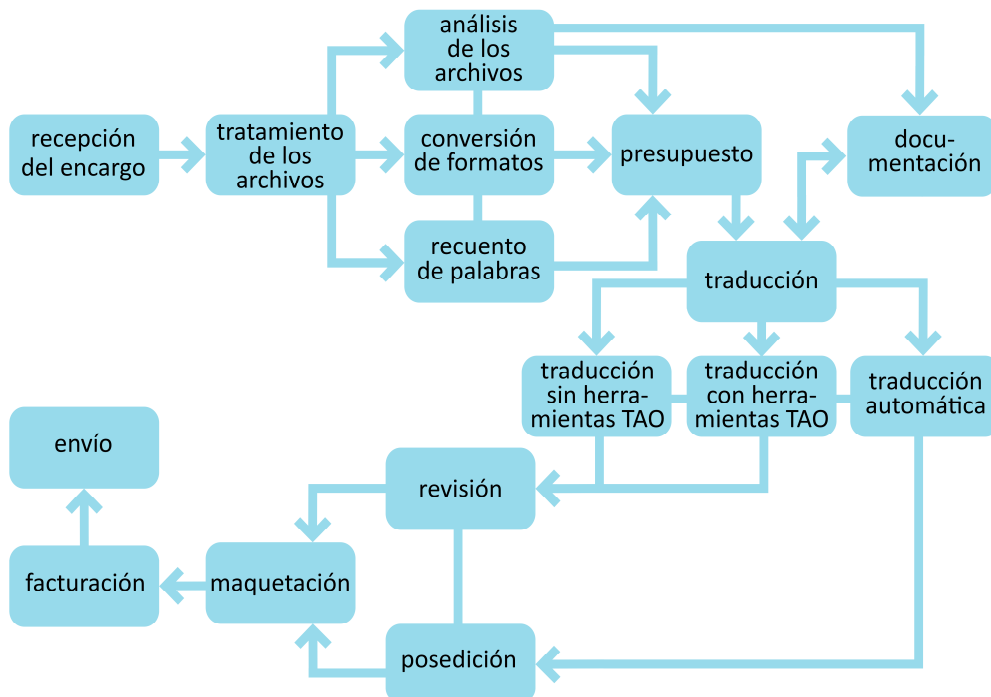 recepción
del encargo
tratamiento
de los
archivos
análisis
de los
archivos
conversión
de formatos
recuento
de palabras
presupuesto
docu-
mentación
traducción
traducción
sin herra-
mientas TAO
traducción
con herra-
mientas TAO
traducción
automática
revisión
posedición
maquetación
facturación
envío